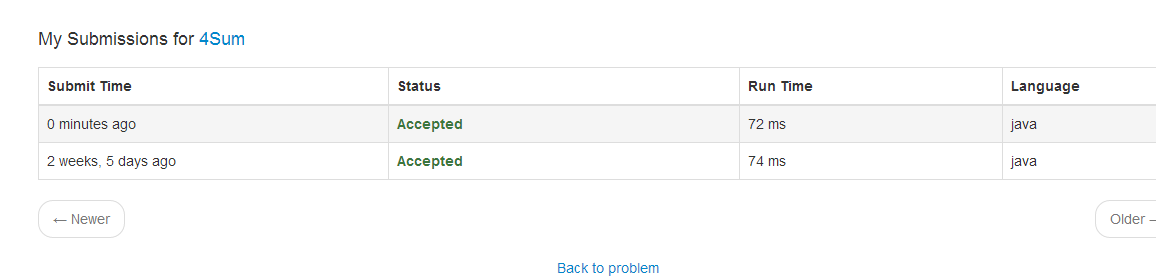 My Submissions for 4Sum
Submit Time Status Run Time Language
0 minutes ago Accepted 72 ms java
2 weeks, 5 days ago Accepted 74 ms java
← Newer Older
Back to problem